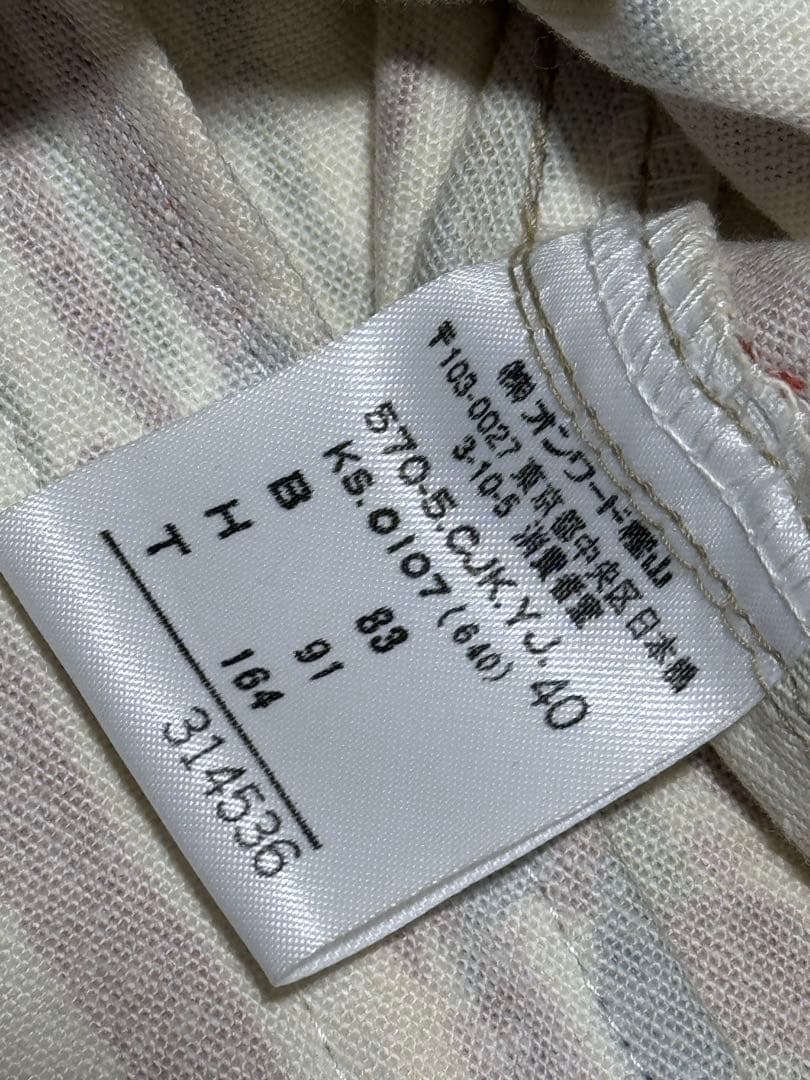 ㈱オンワード樫山
〒103-0027 東京都中央区日本橋
3-10-5 消費者室
570-5.CJK.YJ. 40
KS.0107 (640)
B 83
H 91
T 164
314536